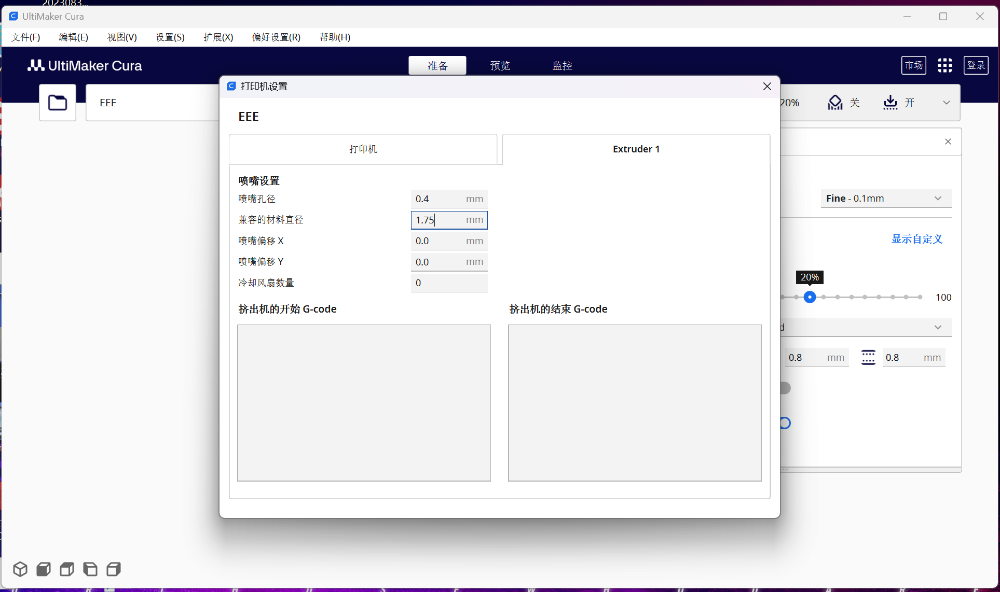 2023083...
UltiMaker Cura
文件(F) 编辑(E) 视图(V) 设置(S) 扩展(X) 偏好设置(R) 帮助(H)
UltiMaker Cura 准备 预览 监控 市场 登录
EEE 20% 关 开
打印机设置
EEE
打印机 Extruder 1
喷嘴设置
喷嘴孔径 0.4 mm
Fine - 0.1mm
兼容的材料直径 1.75 mm
喷嘴偏移 X 0.0 mm
显示自定义
喷嘴偏移 Y 0.0 mm
冷却风扇数量 0
20%
100
挤出机的开始 G-code 挤出机的结束 G-code
d
0.8 mm 0.8 mm